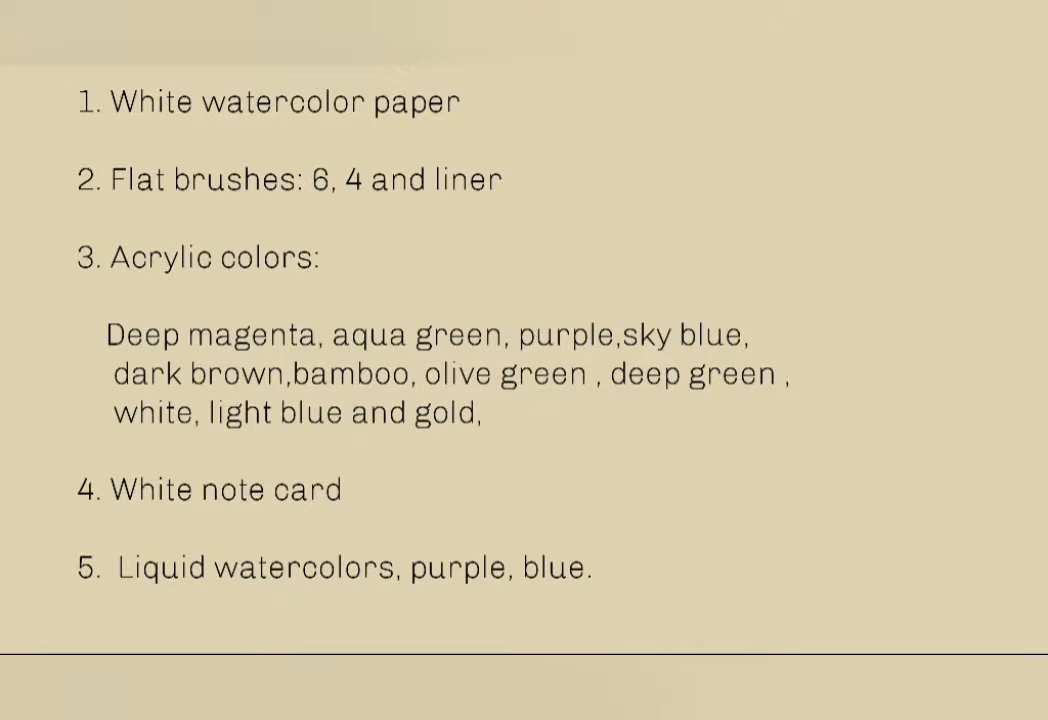 1. White watercolor paper
2. Flat brushes: 6, 4 and liner
3. Acrylic colors:
Deep magenta, aqua green, purple,sky blue,
dark brown,bamboo, olive green , deep green ,
white, light blue and gold,
4. White note card
5. Liquid watercolors, purple, blue.